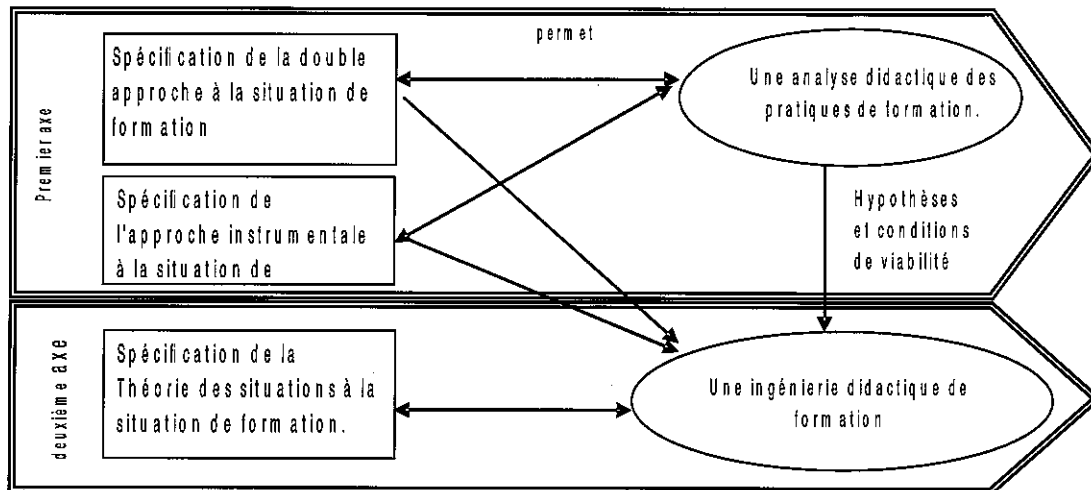 permet
Premier axe
Spécification de la double
approche à la situation de
formation
Une analyse didactique des
pratiques de formation.
Spécification de
l'approche instrumentale
à la situation de
Hypothèses
et conditions
de viabilité
deuxième axe
Spécification de la
Théorie des situations à la
situation de formation.
Une ingénierie didactique de
formation